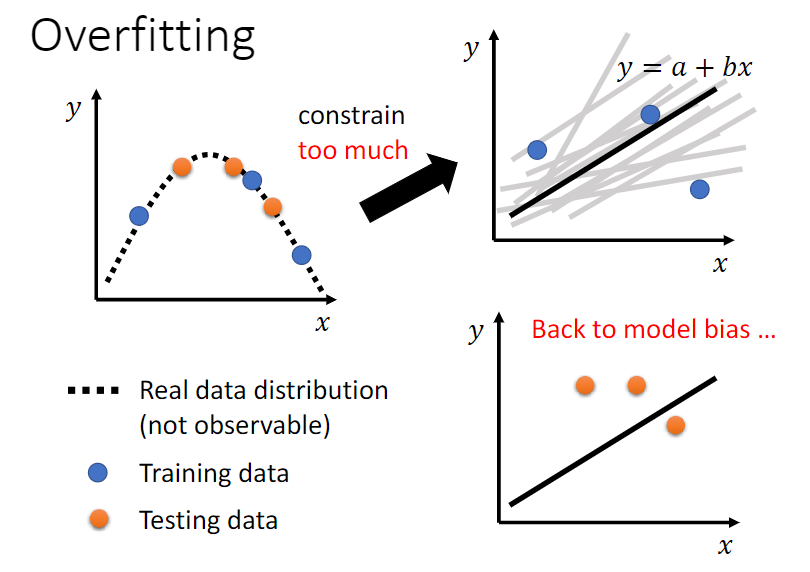 Overfitting
y
x
constrain
too much
y
y = a + bx
x
Real data distribution
(not observable)
Training data
Testing data
y
Back to model bias ...
x